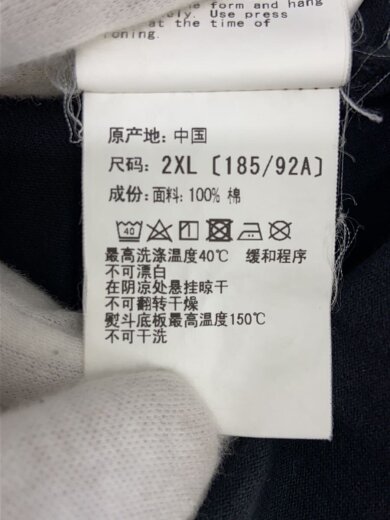 the form and hang
Use press
at the time of
ironing.
原产地: 中国
尺码: 2XL [185/92A]
成份: 面料: 100% 棉
40
最高洗涤温度40℃ 缓和程序
不可漂白
在阴凉处悬挂晾干
不可翻转干燥
熨斗底板最高温度150℃
不可干洗